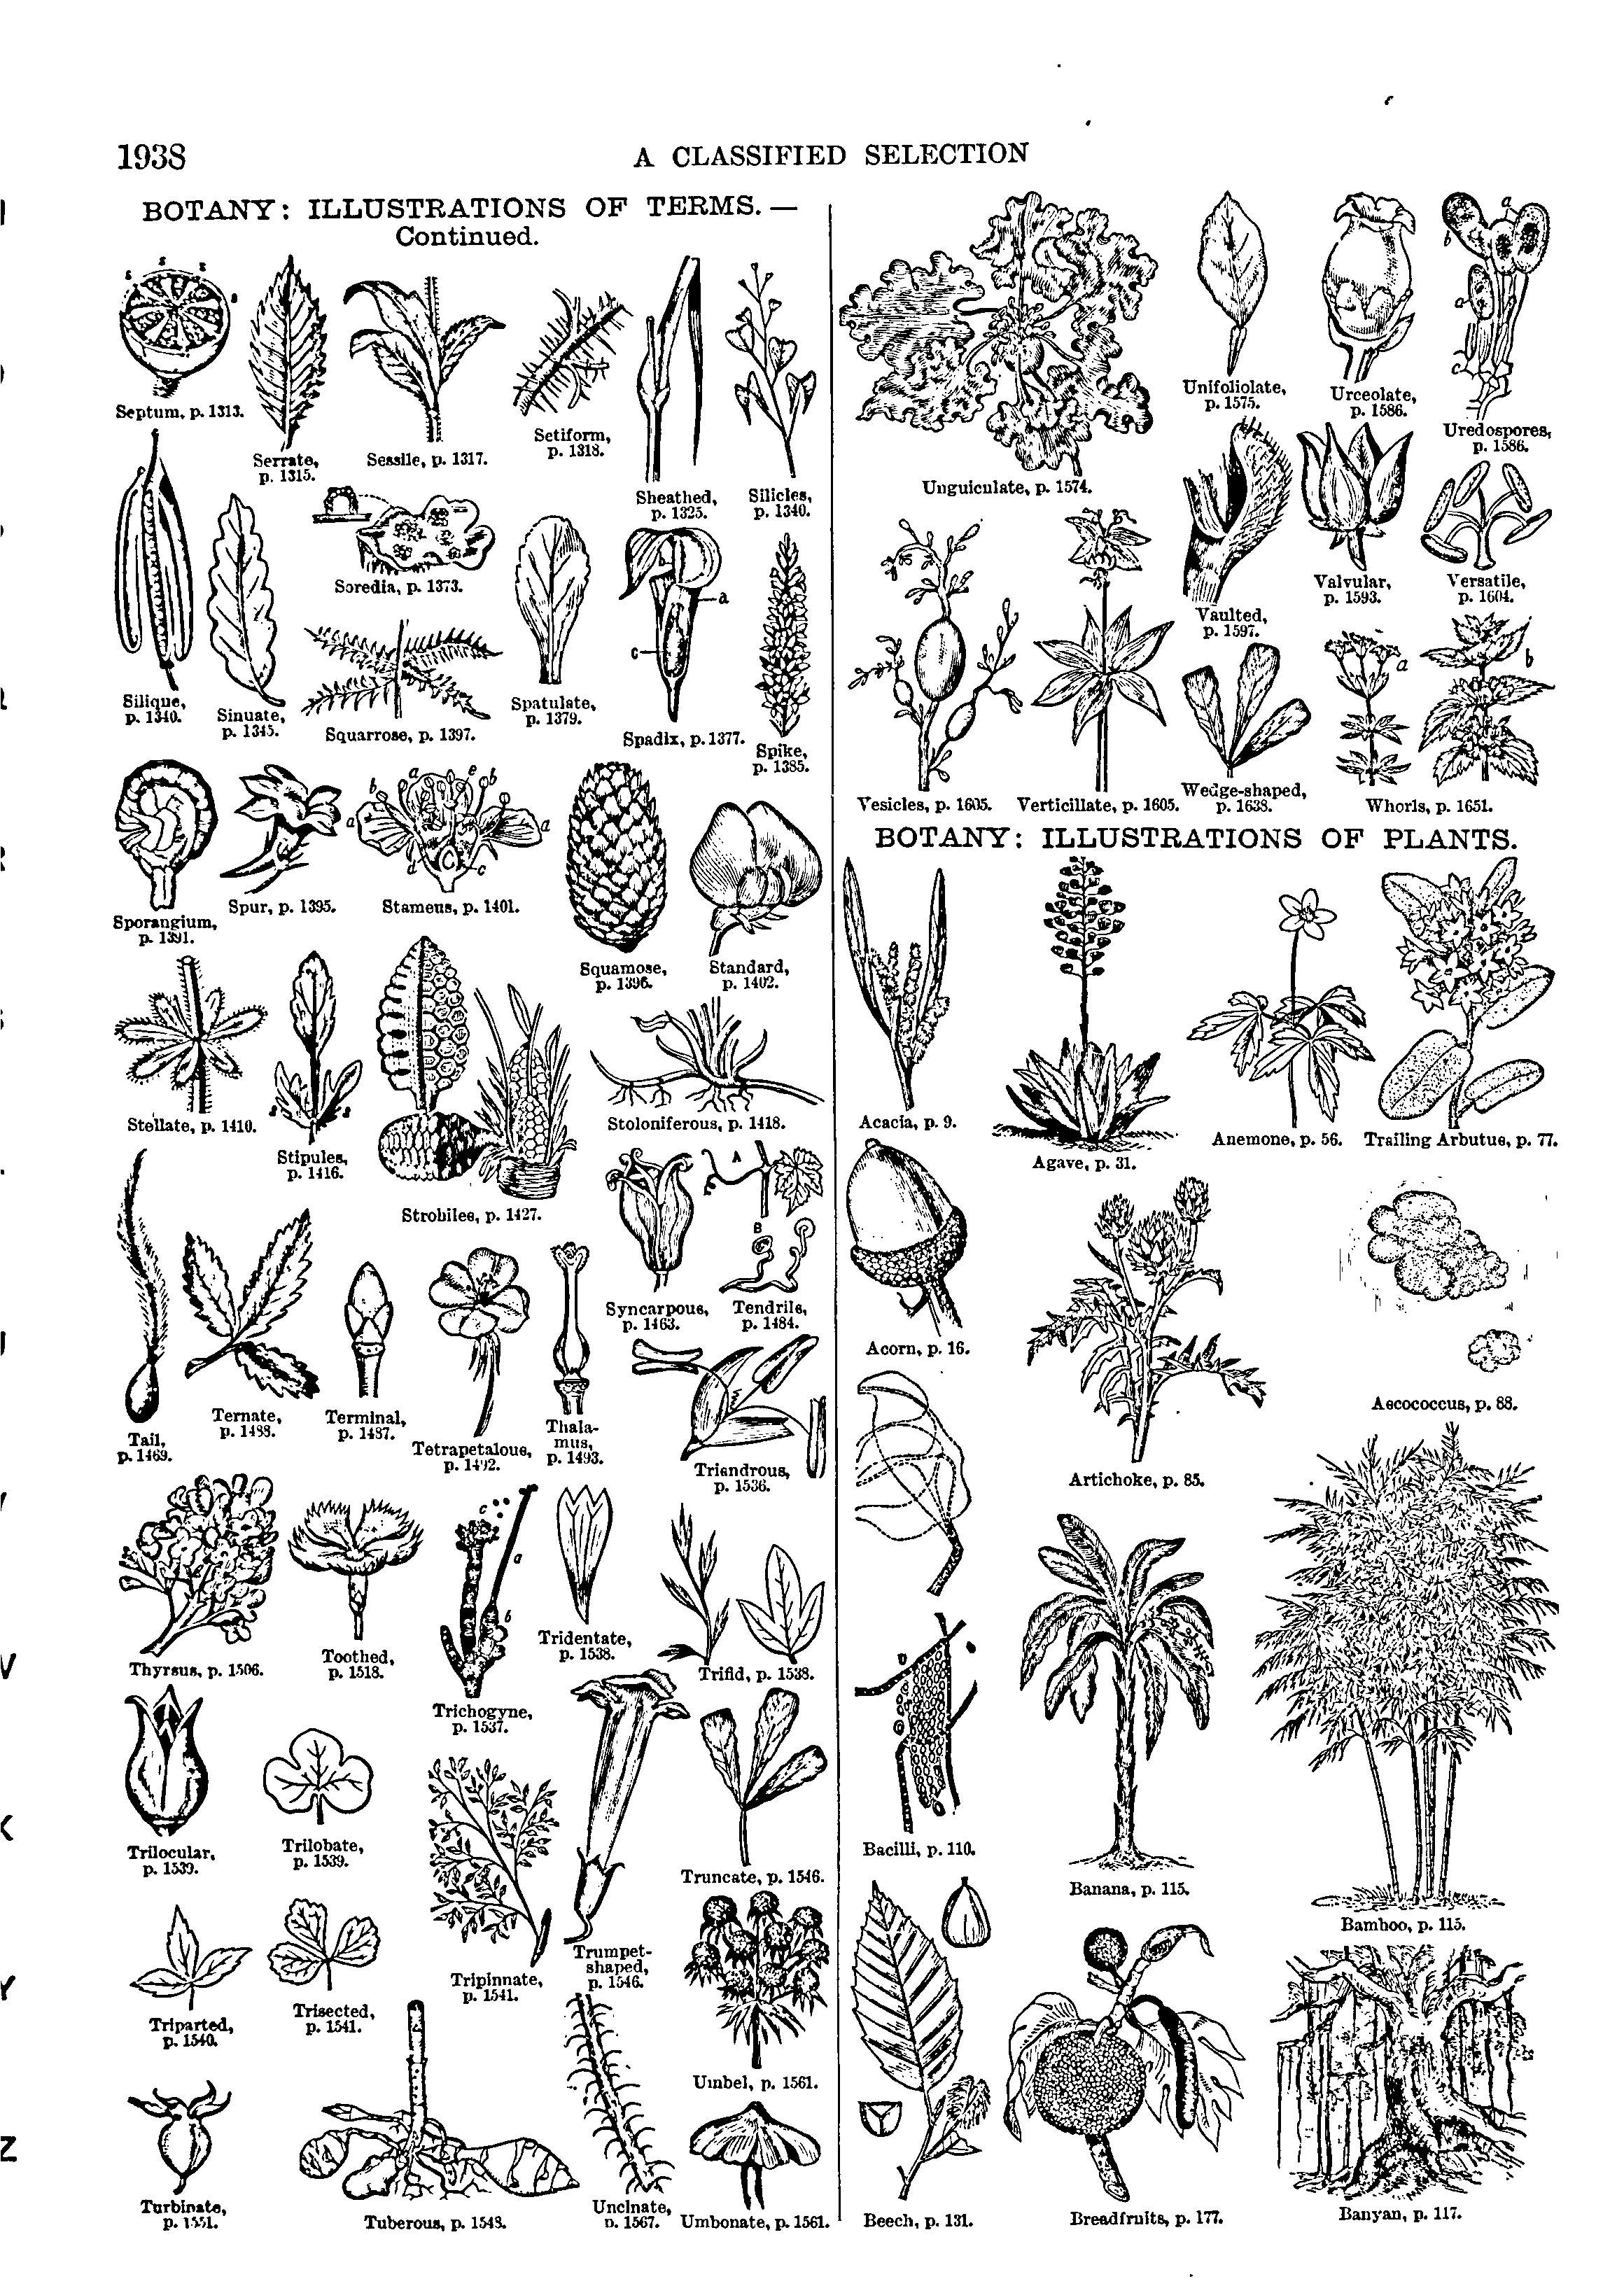 1938
A CLASSIFIED SELECTION
BOTANY: ILLUSTRATIONS OF TERMS. —
Continued.
s s s
s
Septum, p. 1313.
Serrate,
p. 1315.
Sessile, p. 1317.
Setiform,
p. 1318.
Sheathed,
p. 1325.
Silicles,
p. 1340.
Silique,
p. 1340.
Sinuate,
p. 1345.
Soredia, p. 1373.
Squarrose, p. 1397.
Spatulate,
p. 1379.
a
c
Spadix, p. 1377.
Spike,
p. 1385.
Sporangium,
p. 1391.
Spur, p. 1395.
b a e b
a a
d c
Stamens, p. 1401.
Squamose,
p. 1396.
Standard,
p. 1402.
Stellate, p. 1410.
s s
Stipules,
p. 1416.
Strobiles, p. 1427.
Stoloniferous, p. 1418.
Syncarpous,
p. 1463.
A
B
Tendrils,
p. 1484.
Tail,
p. 1469.
Ternate,
p. 1488.
Terminal,
p. 1487.
Tetrapetalous,
p. 1492.
Thala-
mus,
p. 1493.
Triandrous,
p. 1536.
Thyrsus, p. 1506.
Toothed,
p. 1518.
c
a
b
Trichogyne,
p. 1537.
Tridentate,
p. 1538.
Trifid, p. 1538.
Trilocular,
p. 1539.
Trilobate,
p. 1539.
Tripinnate,
p. 1541.
Trumpet-
shaped,
p. 1546.
Truncate, p. 1546.
Triparted,
p. 1540.
Trisected,
p. 1541.
Umbel, p. 1561.
Turbinate,
p. 1551.
Tuberous, p. 1548.
Uncinate,
p. 1567.
Umbonate, p. 1561.
Unguiculate, p. 1574.
Unifoliolate,
p. 1575.
Urceolate,
p. 1586.
a
b
a
c
Uredospores,
p. 1586.
Vesicles, p. 1605.
Verticillate, p. 1605.
Vaulted,
p. 1597.
Valvular,
p. 1593.
Versatile,
p. 1604.
Wedge-shaped,
p. 1638.
a
b
Whorls, p. 1651.
BOTANY: ILLUSTRATIONS OF PLANTS.
Acacia, p. 9.
Agave, p. 31.
Anemone, p. 56.
Trailing Arbutus, p. 77.
Acorn, p. 16.
Artichoke, p. 85.
Ascococcus, p. 88.
Bacilli, p. 110.
Banana, p. 115.
Bamboo, p. 115.
Beech, p. 131.
Breadfruits, p. 177.
Banyan, p. 117.